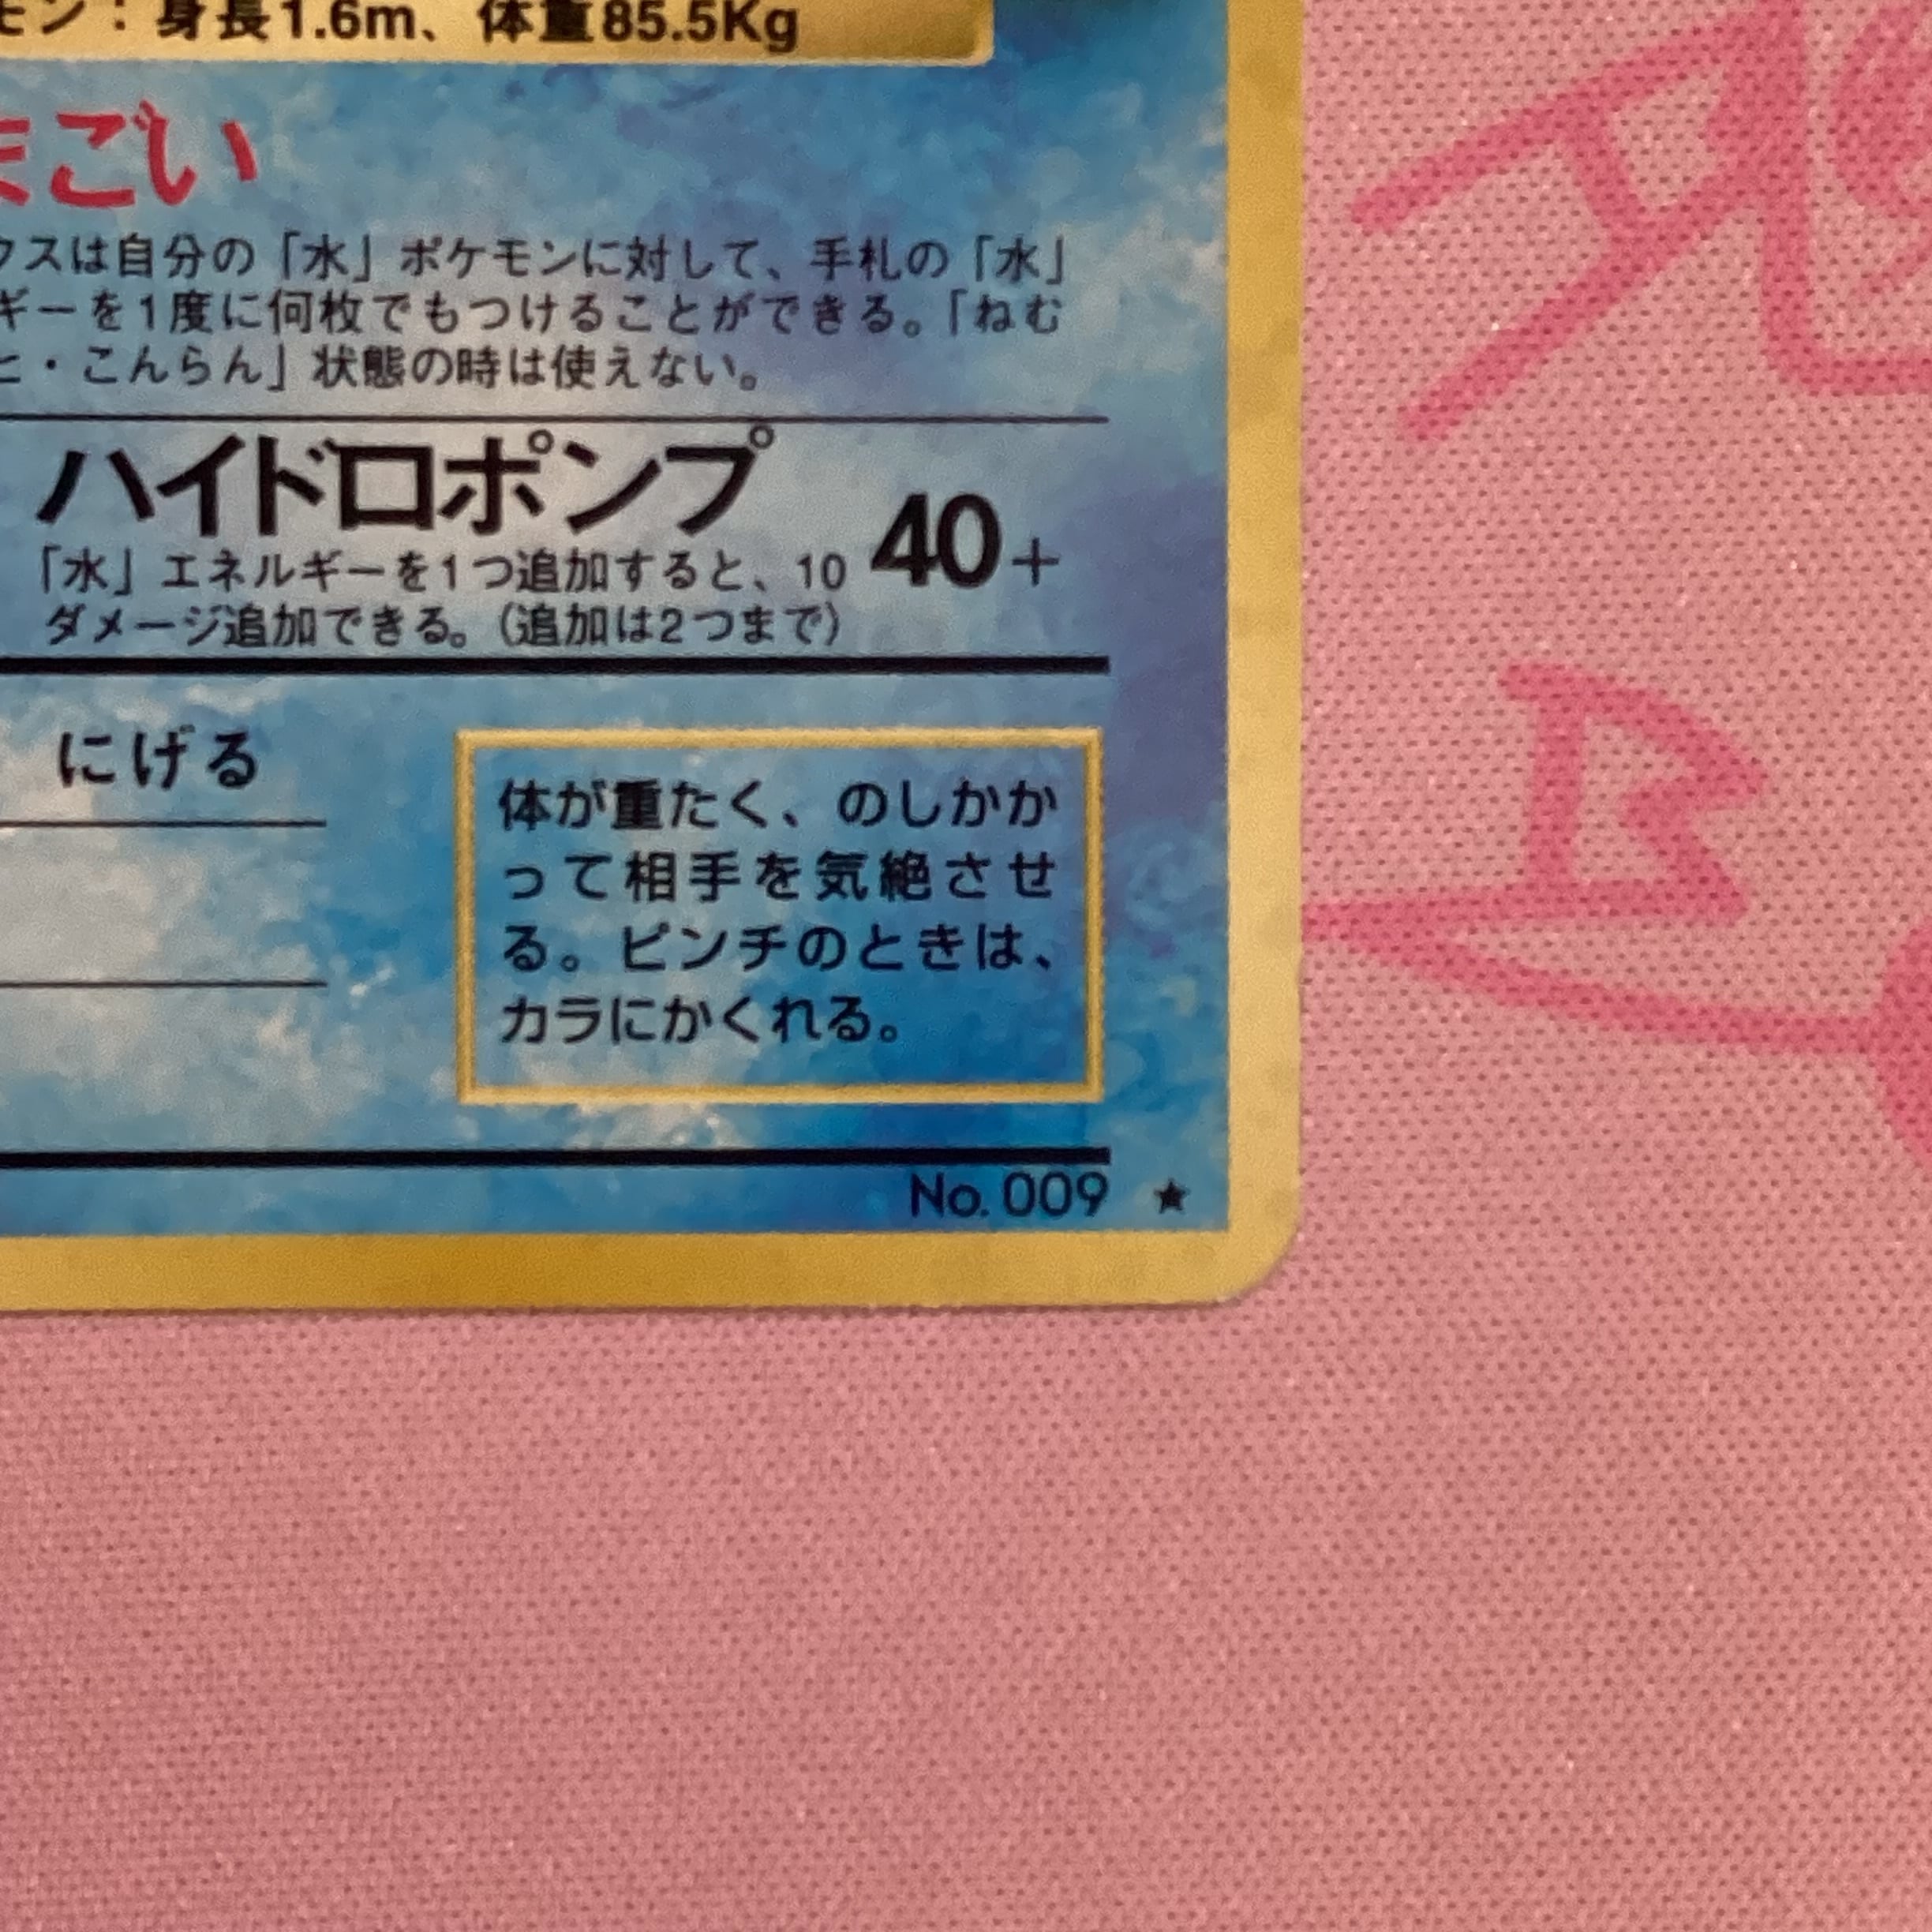 モン：身長1.6m、体重85.5Kg
まごい
クスは自分の「水」ポケモンに対して、手札の「水」
ギーを1度に何枚でもつけることができる。「ねむ
ヒ・こんらん」状態の時は使えない。
ハイドロポンプ
40+
「水」エネルギーを1つ追加すると、10
ダメージ追加できる。(追加は2つまで)
にげる
体が重たく、のしかか
って相手を気絶させ
る。ピンチのときは、
カラにかくれる。
No.009 ★